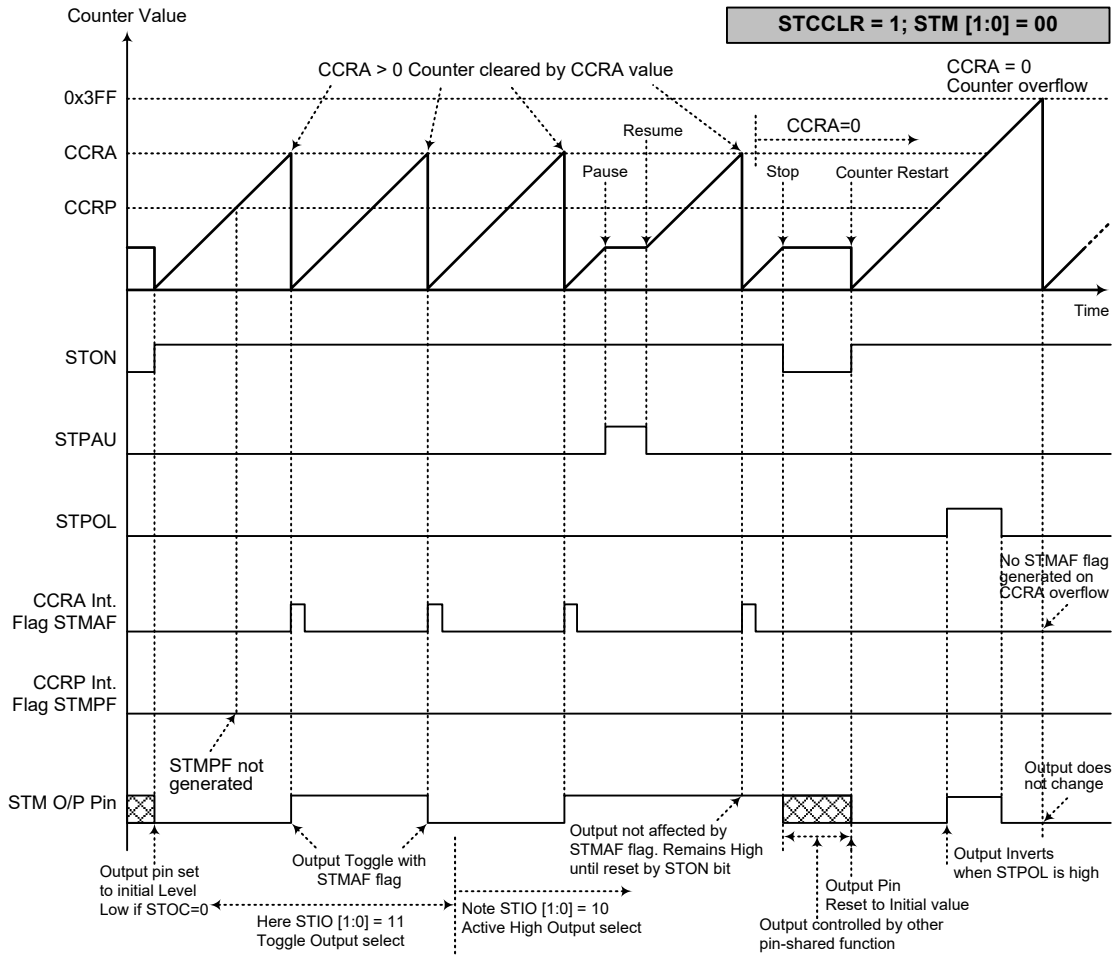 Counter Value
STCCLR = 1; STM [1:0] = 00
CCRA > 0 Counter cleared by CCRA value
CCRA = 0
Counter overflow
0x3FF
CCRA
CCRP
Resume
CCRA=0
Pause
Stop
Counter Restart
Time
STON
STPAU
STPOL
No STMAF flag
generated on
CCRA overflow
CCRA Int.
Flag STMAF
CCRP Int.
Flag STMPF
STMPF not
generated
STM O/P Pin
Output does
not change
Output pin set
to initial Level
Low if STOC=0
Output Toggle with
STMAF flag
Here STIO [1:0] = 11
Toggle Output select
Note STIO [1:0] = 10
Active High Output select
Output not affected by
STMAF flag. Remains High
until reset by STON bit
Output Pin
Reset to Initial value
Output controlled by other
pin-shared function
Output Inverts
when STPOL is high